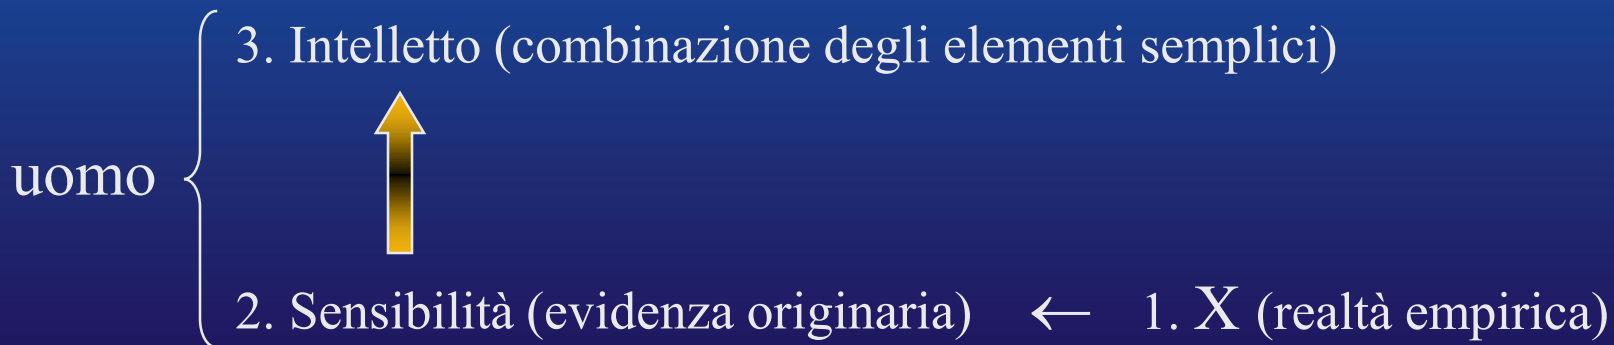 3. Intelletto (combinazione degli elementi semplici)
uomo
2. Sensibilità (evidenza originaria) ← 1. X (realtà empirica)